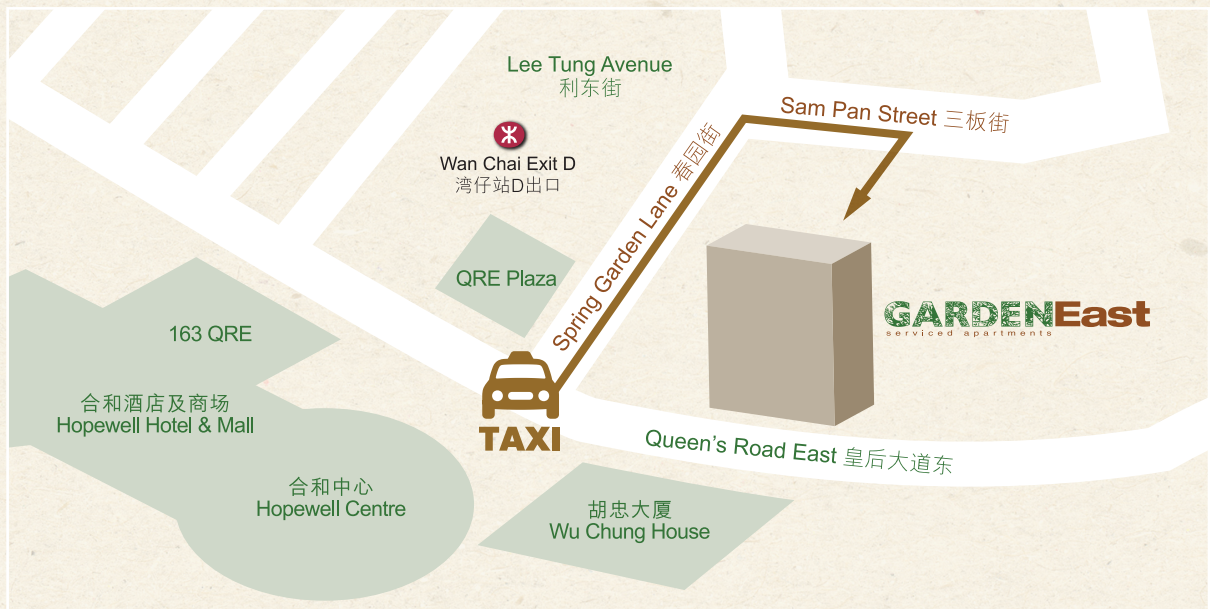 Lee Tung Avenue
利东街
Sam Pan Street 三板街
Wan Chai Exit D
湾仔站D出口
Spring Garden Lane 春园街
QRE Plaza
GARDENEast
serviced apartments
163 QRE
合和酒店及商场
Hopewell Hotel & Mall
TAXI
Queen's Road East 皇后大道东
合和中心
Hopewell Centre
胡忠大厦
Wu Chung House